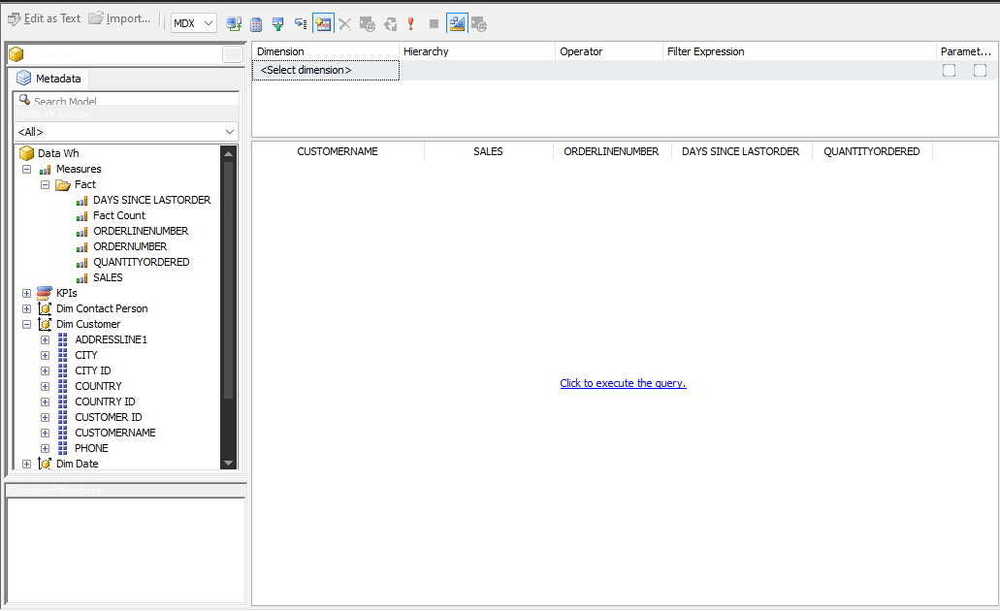 Edit as Text Import... MDX
Metadata
Search Model
Measure Group:
<All>
Data Wh
Measures
Fact
DAYS SINCE LASTORDER
Fact Count
ORDERLINENUMBER
ORDERNUMBER
QUANTITYORDERED
SALES
KPIs
Dim Contact Person
Dim Customer
ADDRESSLINE1
CITY
CITY ID
COUNTRY
COUNTRY ID
CUSTOMER ID
CUSTOMERNAME
PHONE
Dim Date
Calculated Members
Dimension Hierarchy Operator Filter Expression Paramet...
<Select dimension>
CUSTOMERNAME SALES ORDERLINENUMBER DAYS SINCE LASTORDER QUANTITYORDERED
Click to execute the query.